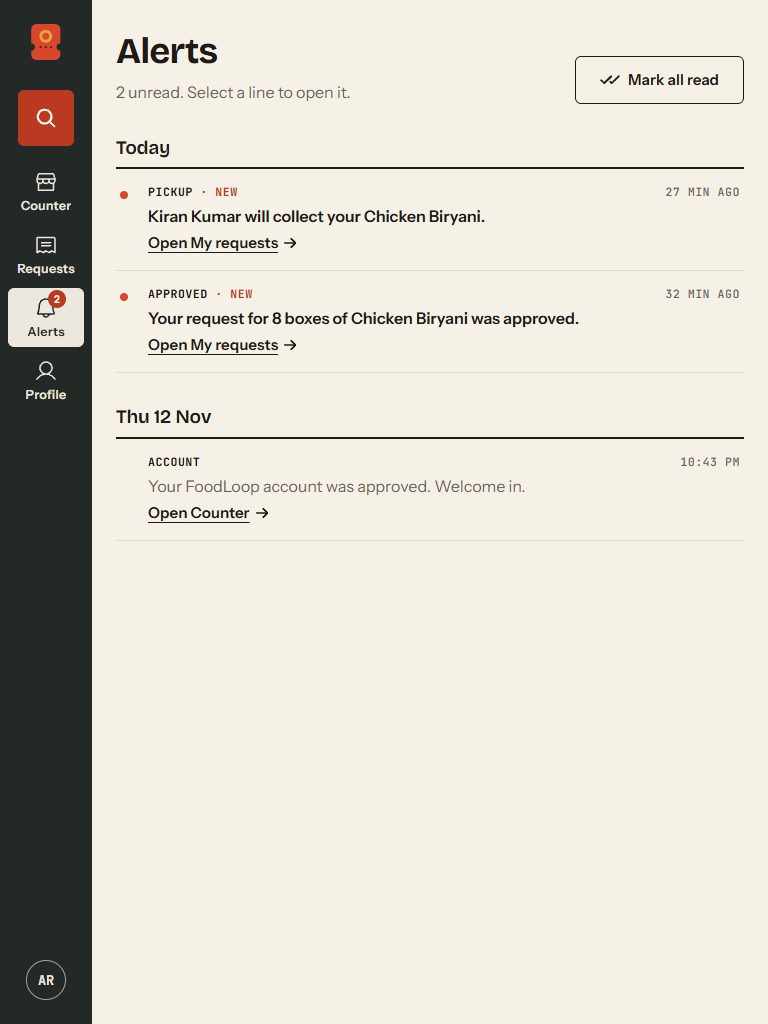 Alerts
2 unread. Select a line to open it.
Mark all read
Counter
Requests
2
Alerts
Profile
AR
Today
PICKUP · NEW
27 MIN AGO
Kiran Kumar will collect your Chicken Biryani.
Open My requests →
APPROVED · NEW
32 MIN AGO
Your request for 8 boxes of Chicken Biryani was approved.
Open My requests →
Thu 12 Nov
ACCOUNT
10:43 PM
Your FoodLoop account was approved. Welcome in.
Open Counter →